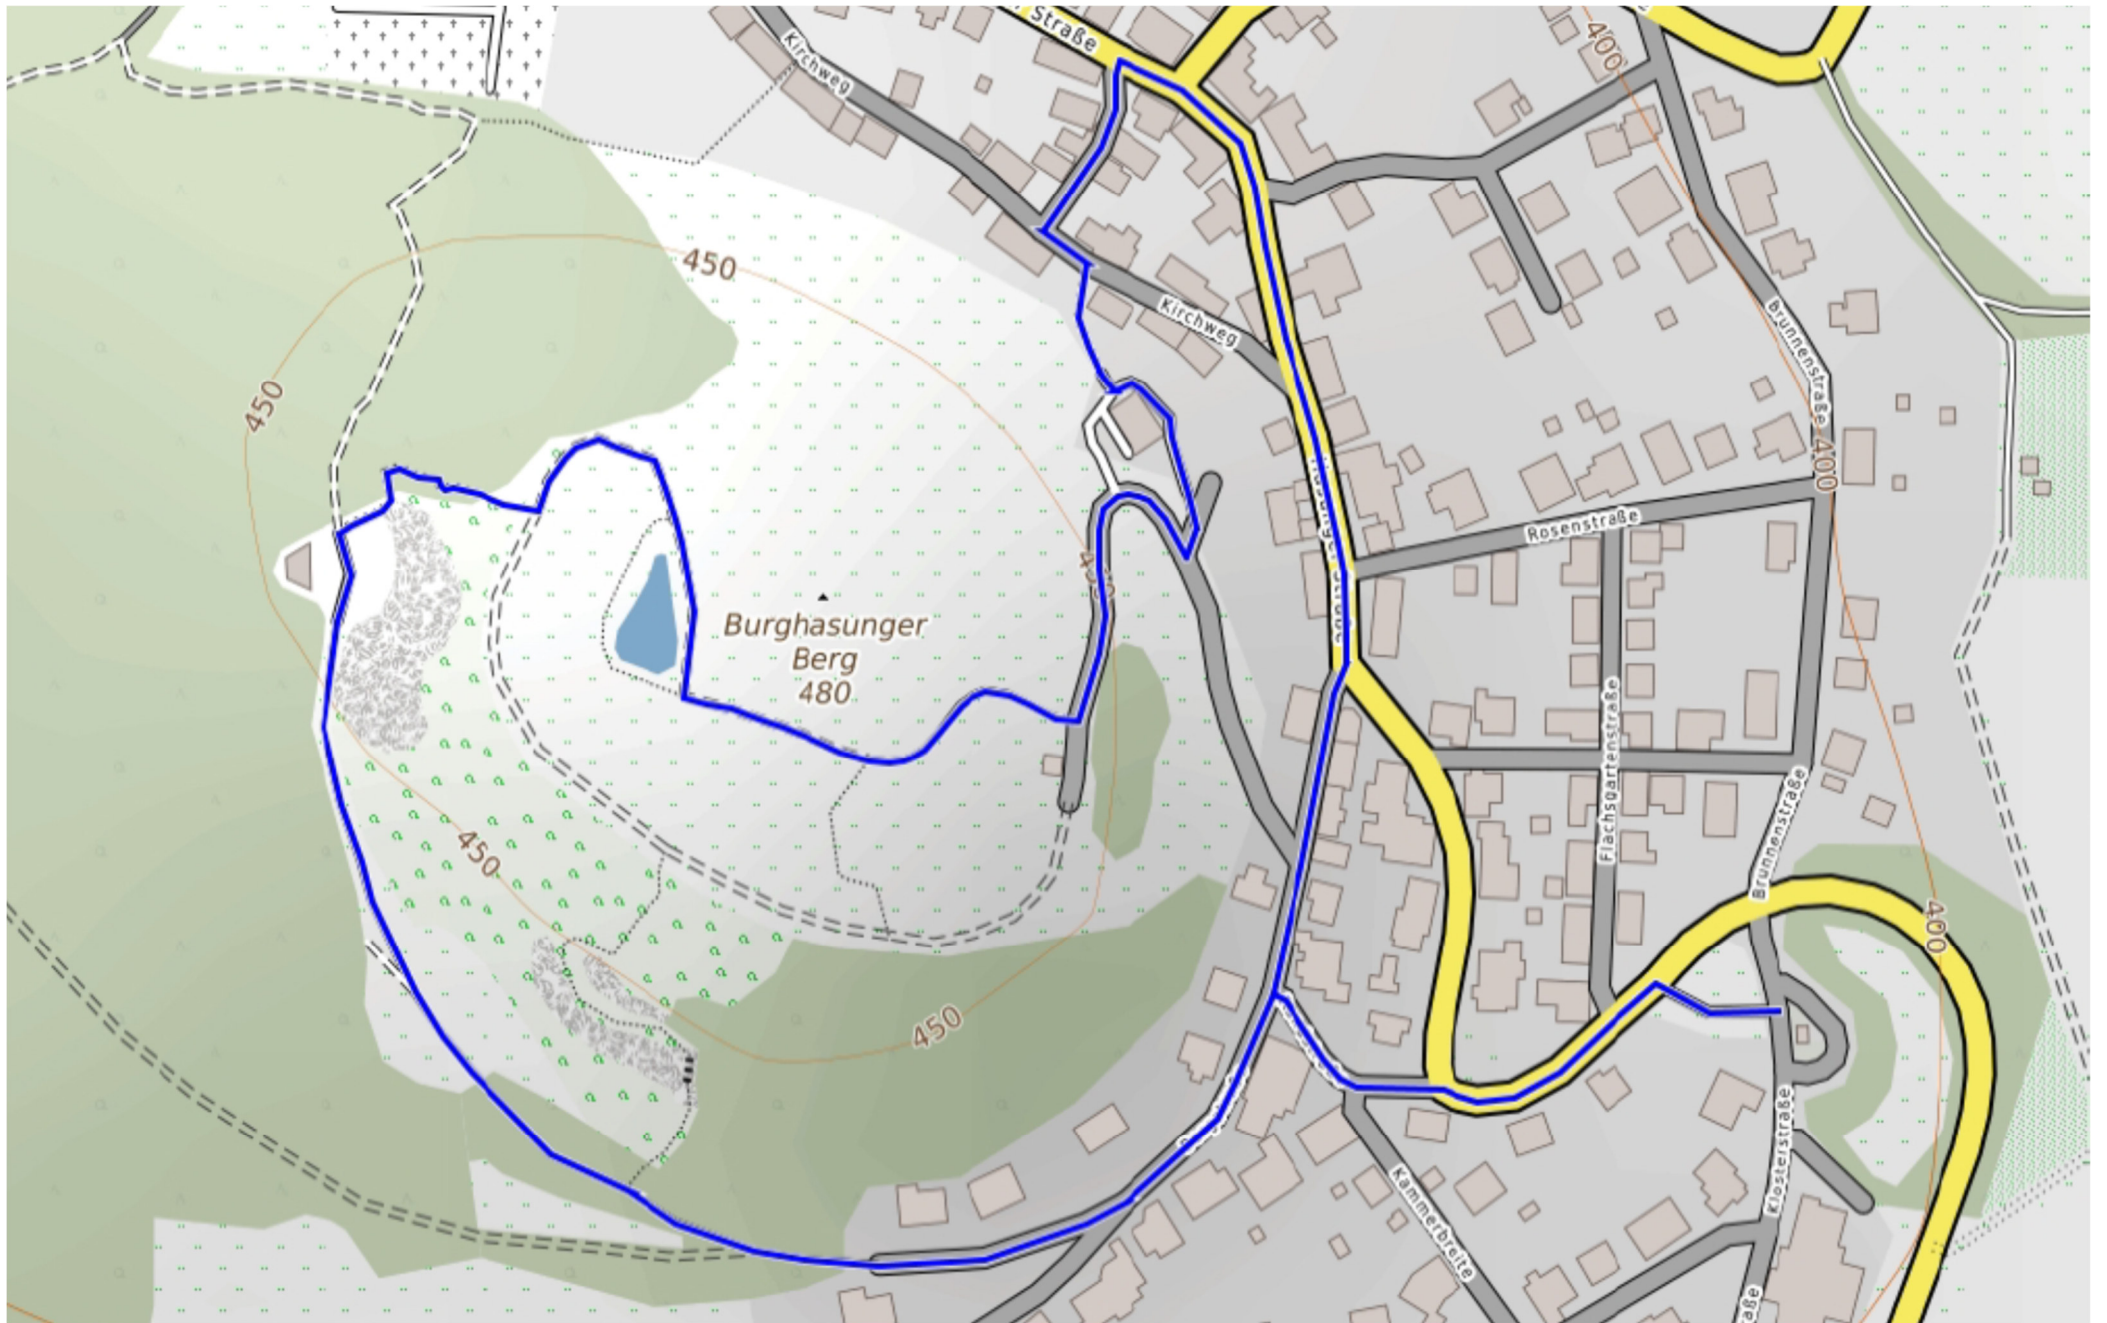 Straße
Kirchweg
400
450
Kirchweg
Brunnenstraße
450
400
Rosenstraße
Burghasunger
Berg
480
Flachsgartenstraße
Brunnenstraße
450
400
450
Klosterstraße
Kammerbreite
aße